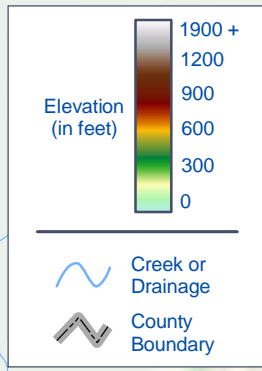 1900 +
1200
900
600
300
0
Elevation
(in feet)
Creek or
Drainage
County
Boundary